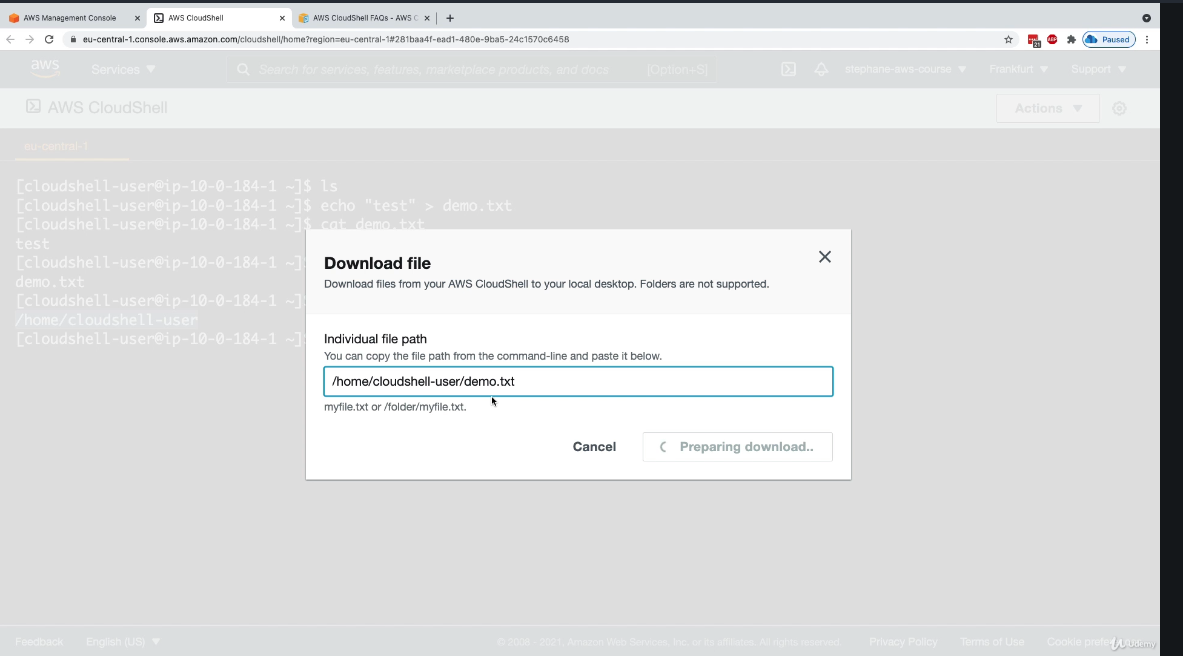 AWS Management Console
AWS CloudShell
AWS CloudShell FAQs - AWS C
eu-central-1.console.aws.amazon.com/cloudshell/home?region=eu-central-1#281baa4f-ead1-480e-9ba5-24c1570c6458
21
ABP
Paused
aws
Services
Search for services, features, marketplace products, and docs
[Option+S]
stephane-aws-course
Frankfurt
Support
AWS CloudShell
Actions
eu-central-1
[cloudshell-user@ip-10-0-184-1 ~]$ ls
[cloudshell-user@ip-10-0-184-1 ~]$ echo "test" > demo.txt
[cloudshell-user@ip-10-0-184-1 ~]$ cat demo.txt
test
[cloudshell-user@ip-10-0-184-1 ~]$
demo.txt
[cloudshell-user@ip-10-0-184-1 ~]$
/home/cloudshell-user
[cloudshell-user@ip-10-0-184-1 ~]$
Download file
Download files from your AWS CloudShell to your local desktop. Folders are not supported.
Individual file path
You can copy the file path from the command-line and paste it below.
/home/cloudshell-user/demo.txt
myfile.txt or /folder/myfile.txt.
Cancel
Preparing download..
Feedback
English (US)
© 2008 - 2021, Amazon Web Services, Inc. or its affiliates. All rights reserved.
Privacy Policy
Terms of Use
Cookie prefe
Udemy